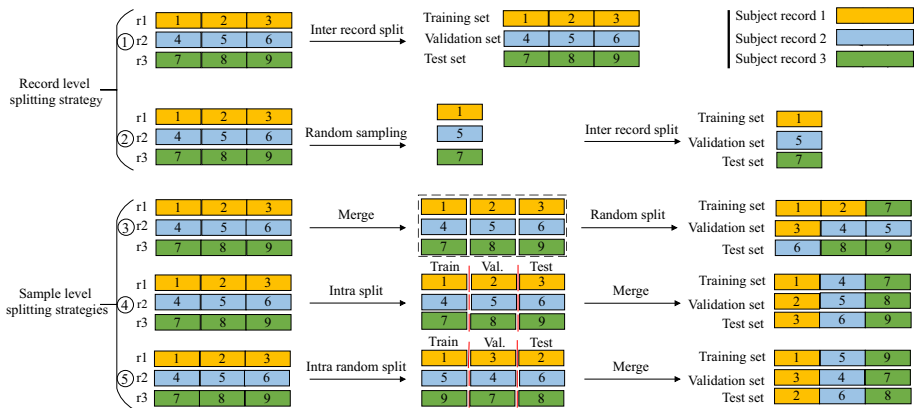 Record level
splitting strategy
① r1 1 2 3
r2 4 5 6
r3 7 8 9
Inter record split
Training set 1 2 3
Validation set 4 5 6
Test set 7 8 9
Subject record 1
Subject record 2
Subject record 3
② r1 1 2 3
r2 4 5 6
r3 7 8 9
Random sampling
1
5
7
Inter record split
Training set 1
Validation set 5
Test set 7
Sample level
splitting strategies
③ r1 1 2 3
r2 4 5 6
r3 7 8 9
Merge
1 2 3
4 5 6
7 8 9
Random split
Training set 1 2 7
Validation set 3 4 5
Test set 6 8 9
④ r1 1 2 3
r2 4 5 6
r3 7 8 9
Intra split
Train Val. Test
1 2 3
4 5 6
7 8 9
Merge
Training set 1 4 7
Validation set 2 5 8
Test set 3 6 9
⑤ r1 1 2 3
r2 4 5 6
r3 7 8 9
Intra random split
Train Val. Test
1 3 2
5 4 6
9 7 8
Merge
Training set 1 5 9
Validation set 3 4 7
Test set 2 6 8